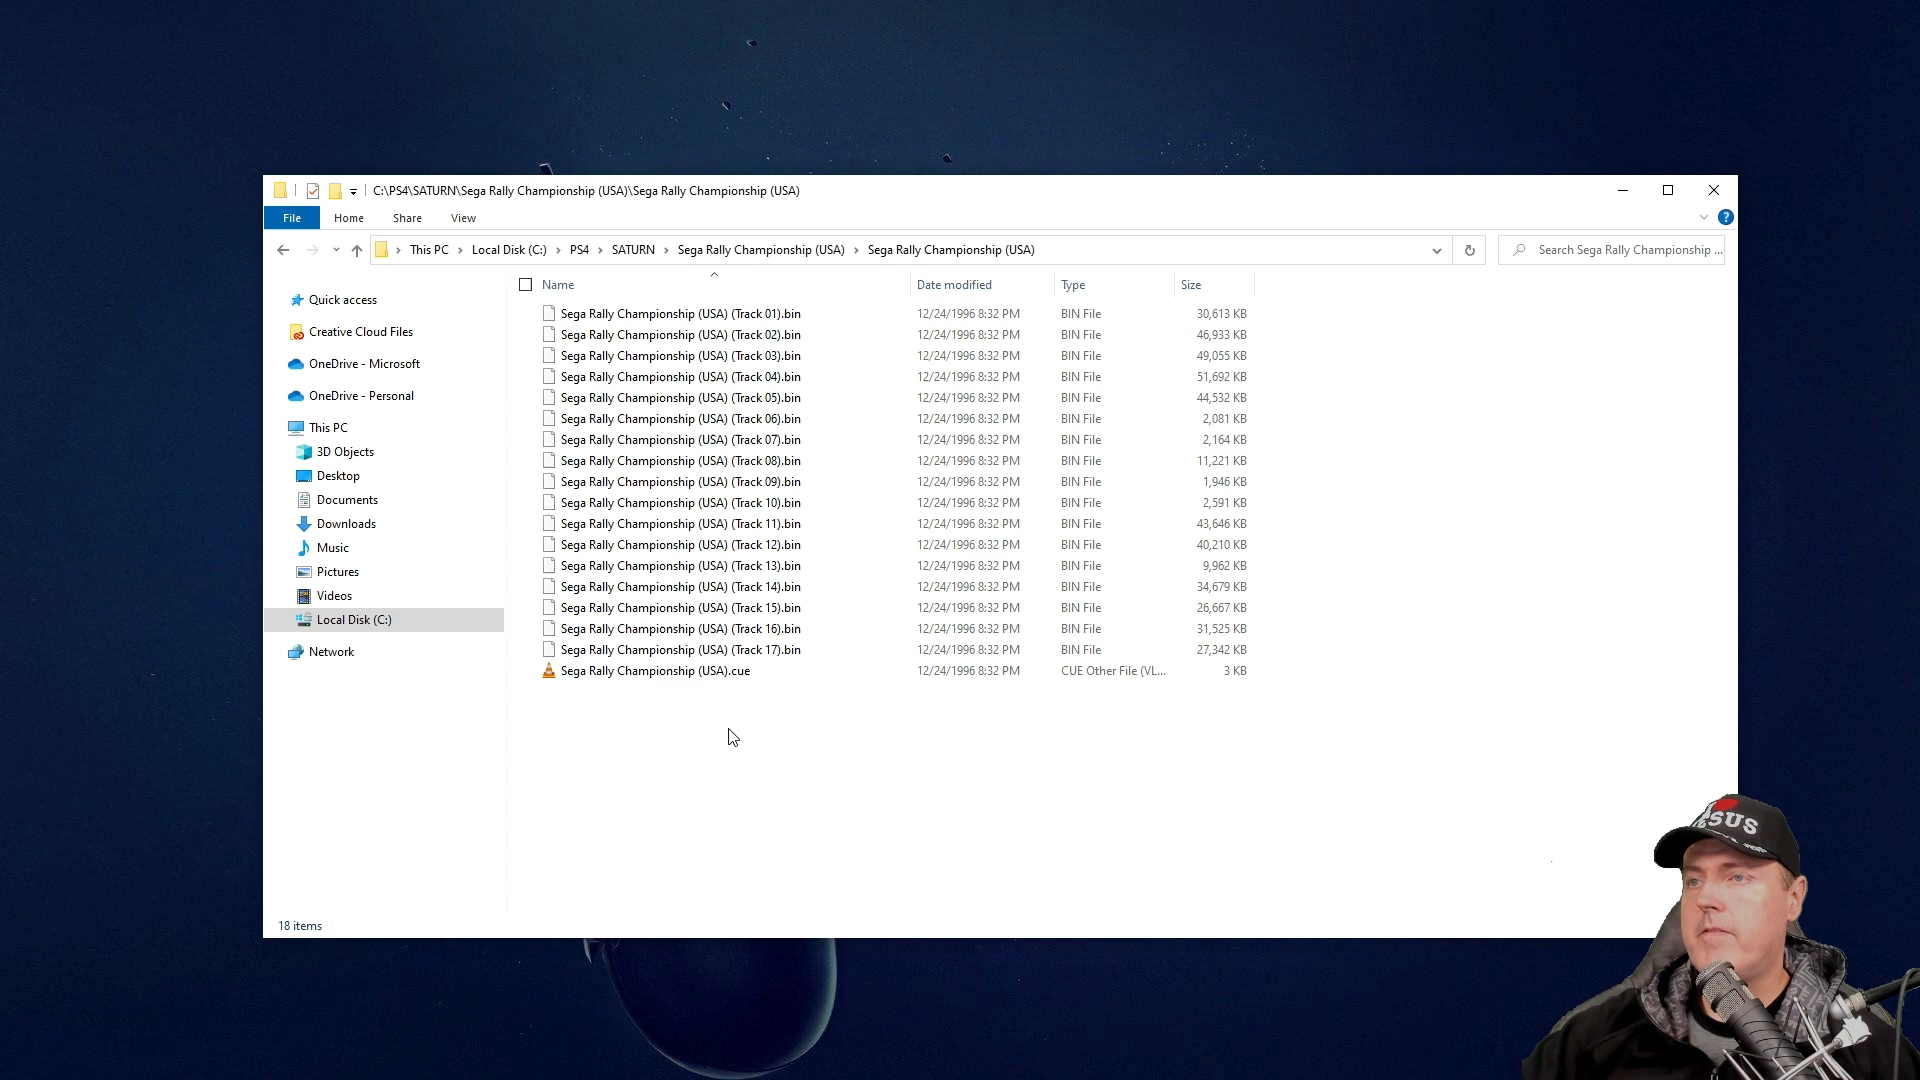 C:\PS4\SATURN\Sega Rally Championship (USA)\Sega Rally Championship (USA)
File Home Share View
This PC Local Disk (C:) PS4 SATURN Sega Rally Championship (USA) Sega Rally Championship (USA) Search Sega Rally Championship ...
Name Date modified Type Size
Quick access
Creative Cloud Files
OneDrive - Microsoft
OneDrive - Personal
This PC
3D Objects
Desktop
Documents
Downloads
Music
Pictures
Videos
Local Disk (C:)
Network
Sega Rally Championship (USA) (Track 01).bin 12/24/1996 8:32 PM BIN File 30,613 KB
Sega Rally Championship (USA) (Track 02).bin 12/24/1996 8:32 PM BIN File 46,933 KB
Sega Rally Championship (USA) (Track 03).bin 12/24/1996 8:32 PM BIN File 49,055 KB
Sega Rally Championship (USA) (Track 04).bin 12/24/1996 8:32 PM BIN File 51,692 KB
Sega Rally Championship (USA) (Track 05).bin 12/24/1996 8:32 PM BIN File 44,532 KB
Sega Rally Championship (USA) (Track 06).bin 12/24/1996 8:32 PM BIN File 2,081 KB
Sega Rally Championship (USA) (Track 07).bin 12/24/1996 8:32 PM BIN File 2,164 KB
Sega Rally Championship (USA) (Track 08).bin 12/24/1996 8:32 PM BIN File 11,221 KB
Sega Rally Championship (USA) (Track 09).bin 12/24/1996 8:32 PM BIN File 1,946 KB
Sega Rally Championship (USA) (Track 10).bin 12/24/1996 8:32 PM BIN File 2,591 KB
Sega Rally Championship (USA) (Track 11).bin 12/24/1996 8:32 PM BIN File 43,646 KB
Sega Rally Championship (USA) (Track 12).bin 12/24/1996 8:32 PM BIN File 40,210 KB
Sega Rally Championship (USA) (Track 13).bin 12/24/1996 8:32 PM BIN File 9,962 KB
Sega Rally Championship (USA) (Track 14).bin 12/24/1996 8:32 PM BIN File 34,679 KB
Sega Rally Championship (USA) (Track 15).bin 12/24/1996 8:32 PM BIN File 26,667 KB
Sega Rally Championship (USA) (Track 16).bin 12/24/1996 8:32 PM BIN File 31,525 KB
Sega Rally Championship (USA) (Track 17).bin 12/24/1996 8:32 PM BIN File 27,342 KB
Sega Rally Championship (USA).cue 12/24/1996 8:32 PM CUE Other File (VL... 3 KB
18 items